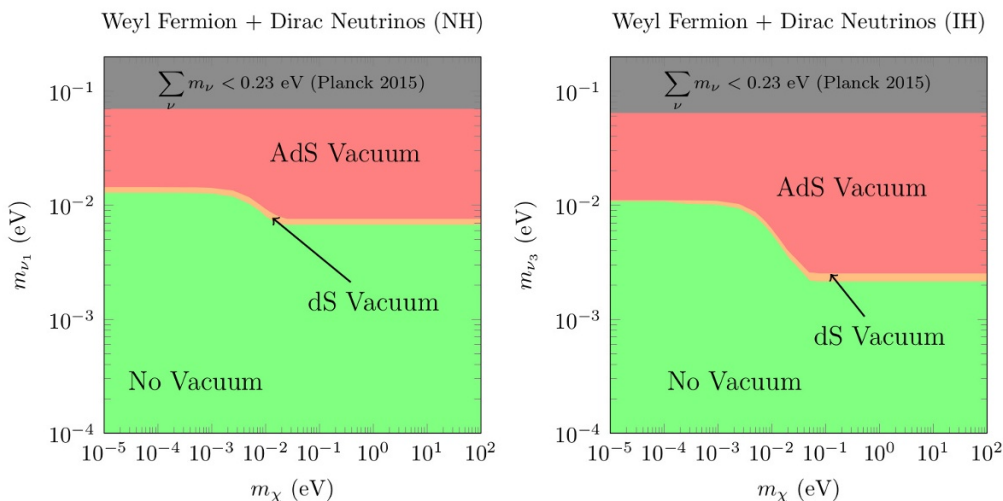 Weyl Fermion + Dirac Neutrinos (NH)
∑ν mν < 0.23 eV (Planck 2015)
AdS Vacuum
dS Vacuum
No Vacuum
10⁻¹
10⁻²
10⁻³
10⁻⁴
mν₁ (eV)
10⁻⁵ 10⁻⁴ 10⁻³ 10⁻² 10⁻¹ 10⁰ 10¹ 10²
mχ (eV)
Weyl Fermion + Dirac Neutrinos (IH)
∑ν mν < 0.23 eV (Planck 2015)
AdS Vacuum
dS Vacuum
No Vacuum
10⁻¹
10⁻²
10⁻³
10⁻⁴
mν₃ (eV)
10⁻⁵ 10⁻⁴ 10⁻³ 10⁻² 10⁻¹ 10⁰ 10¹ 10²
mχ (eV)